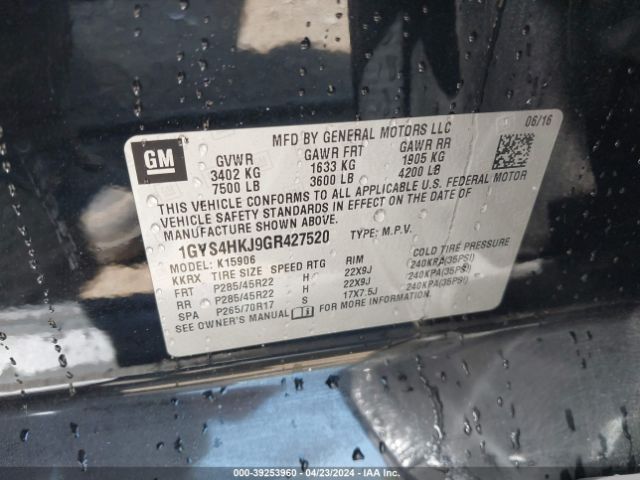 GM
MFD BY GENERAL MOTORS LLC 06/16
GVWR GAWR FRT GAWR RR
3402 KG 1633 KG 1905 KG
7500 LB 3600 LB 4200 LB
THIS VEHICLE CONFORMS TO ALL APPLICABLE U.S. FEDERAL MOTOR
VEHICLE SAFETY STANDARDS IN EFFECT ON THE DATE OF
MANUFACTURE SHOWN ABOVE.
1GYS4HKJ9GR427520 TYPE: M.P.V.
MODEL: K15906
KKRX TIRE SIZE SPEED RTG RIM COLD TIRE PRESSURE
FRT P285/45R22 H 22X9J 240KPA(35PSI)
RR P285/45R22 H 22X9J 240KPA(35PSI)
SPA P265/70R17 S 17X7.5J 240KPA(35PSI)
SEE OWNER'S MANUAL FOR MORE INFORMATION.
000-39253960 - 04/23/2024 - IAA Inc.